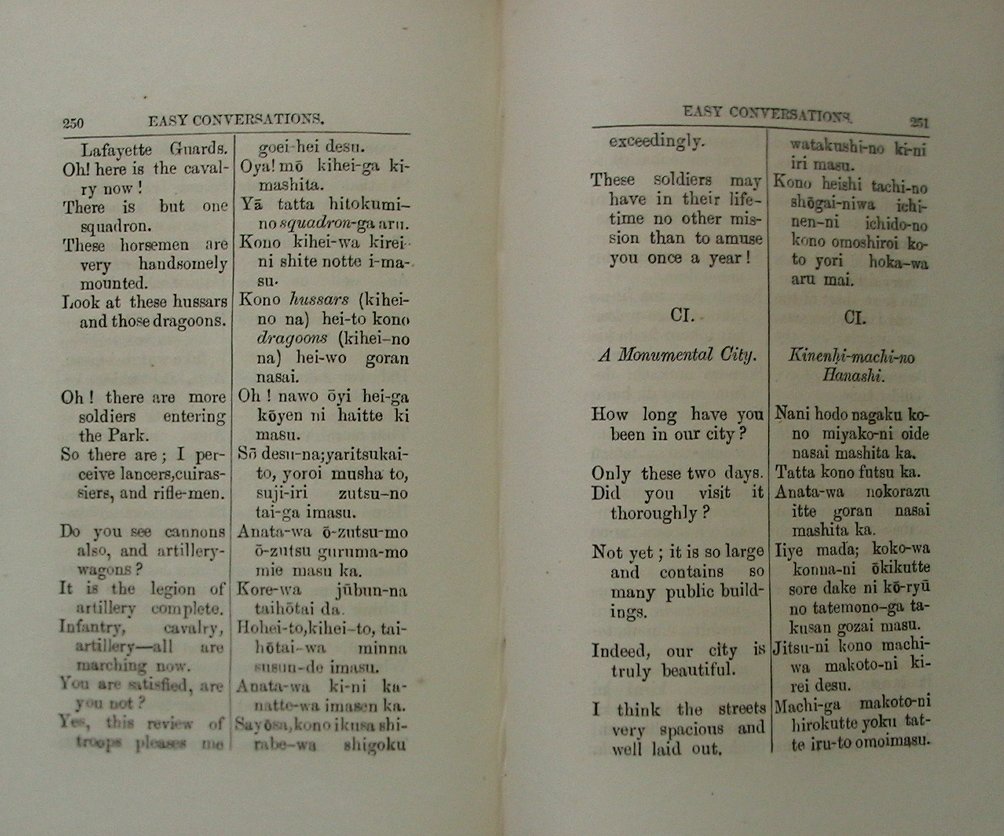 250 EASY CONVERSATIONS.
Lafayette Guards.
Oh! here is the caval-
ry now !
There is but one
squadron.
These horsemen are
very handsomely
mounted.
Look at these hussars
and those dragoons.
Oh ! there are more
soldiers entering
the Park.
So there are ; I per-
ceive lancers,cuiras-
siers, and rifle-men.
Do you see cannons
also, and artillery-
wagons ?
It is the legion of
artillery complete.
Infantry, cavalry,
artillery—all are
marching now.
You are satisfied, are
you not ?
Yes, this review of
troops pleases me
goei-hei desu.
Oya! mō kihei-ga ki-
mashita.
Yā tatta hitokumi-
no squadron-ga aru.
Kono kihei-wa kirei-
ni shite notte i-ma-
su.
Kono hussars (kihei-
no na) hei-to kono
dragoons (kihei-no
na) hei-wo goran
nasai.
Oh ! nawo ōyi hei-ga
kōyen ni haitte ki
masu.
Sō desu-na;yaritsukai-
to, yoroi musha to,
suji-iri zutsu-no
tai-ga imasu.
Anata-wa ō-zutsu-mo
ō-zutsu guruma-mo
mie masu ka.
Kore-wa jūbun-na
taihōtai da.
Hohei-to,kihei-to, tai-
hōtai-wa minna
susun-de imasu.
Anata-wa ki-ni ka-
natte-wa imasen ka.
Sayōsa,kono ikusa shi-
rabe-wa shigoku
EASY CONVERSATIONS. 251
exceedingly.
These soldiers may
have in their life-
time no other mis-
sion than to amuse
you once a year !
CI.
A Monumental City.
How long have you
been in our city ?
Only these two days.
Did you visit it
thoroughly ?
Not yet ; it is so large
and contains so
many public build-
ings.
Indeed, our city is
truly beautiful.
I think the streets
very spacious and
well laid out.
watakushi-no ki-ni
iri masu.
Kono heishi tachi-no
shōgai-niwa ichi-
nen-ni ichido-no
kono omoshiroi ko-
to yori hoka-wa
aru mai.
CI.
Kinenhi-machi-no
Hanashi.
Nani hodo nagaku ko-
no miyako-ni oide
nasai mashita ka.
Tatta kono futsu ka.
Anata-wa nokorazu
itte goran nasai
mashita ka.
Iiye mada; koko-wa
konna-ni ōkikutte
sore dake ni kō-ryū
no tatemono-ga ta-
kusan gozai masu.
Jitsu-ni kono machi-
wa makoto-ni ki-
rei desu.
Machi-ga makoto-ni
hirokutte yoku tat-
te iru-to omoimasu.